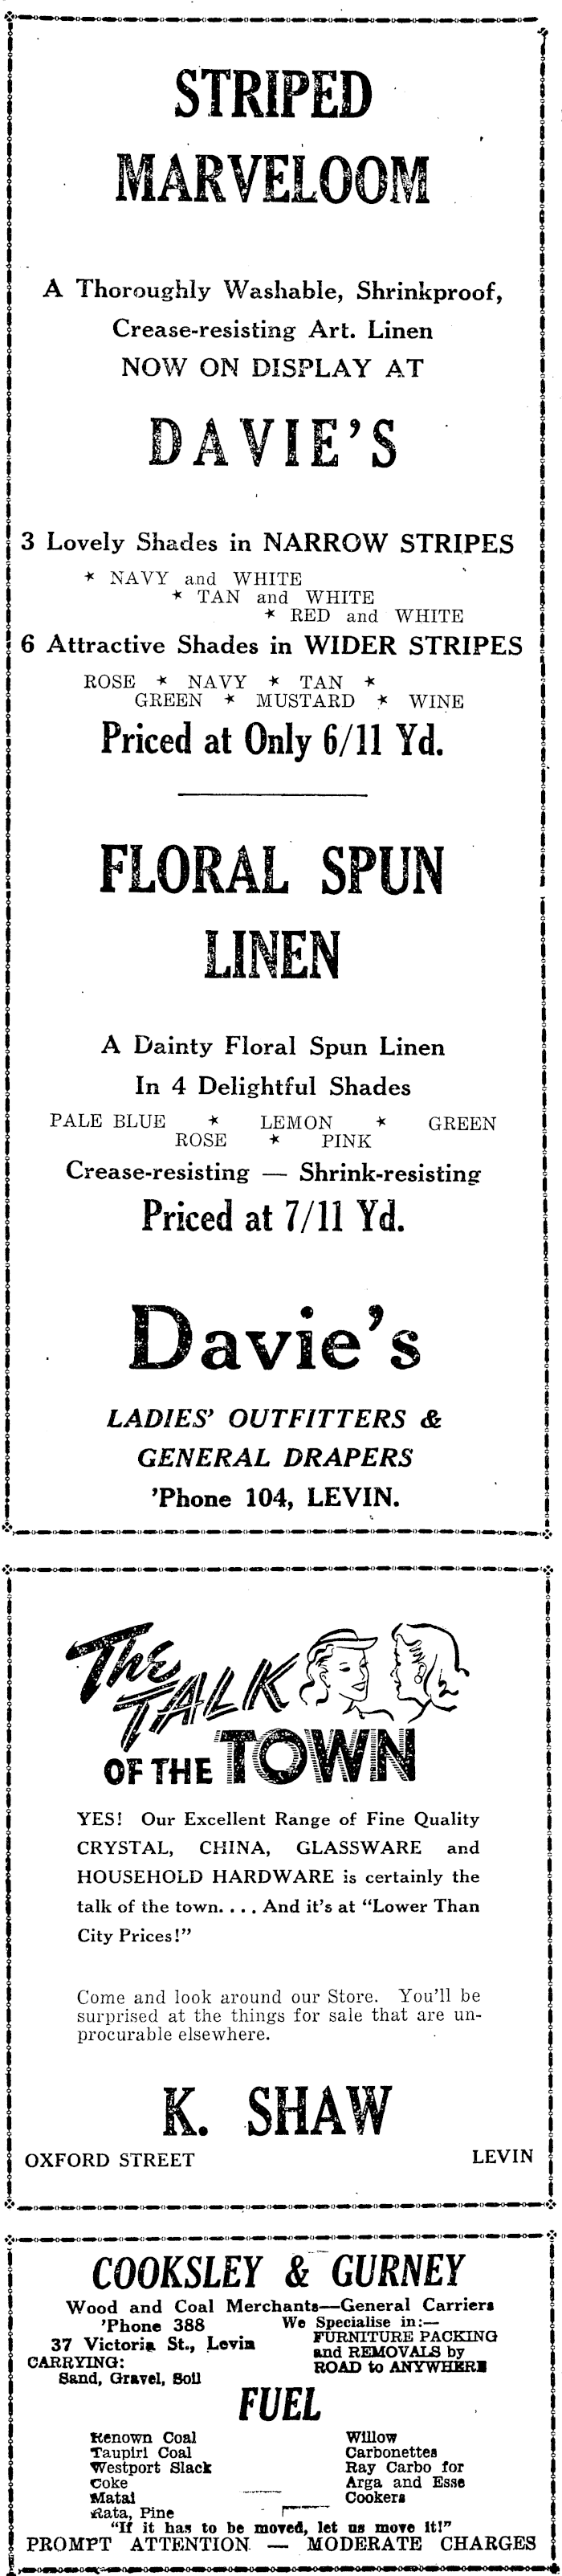 STRIPED
MARVELOOM
A Thoroughly Washable, Shrinkproof,
Crease-resisting Art. Linen
NOW ON DISPLAY AT
DAVIE'S
3 Lovely Shades in NARROW STRIPES
* NAVY and WHITE
* TAN and WHITE
* RED and WHITE
6 Attractive Shades in WIDER STRIPES
ROSE * NAVY * TAN *
GREEN * MUSTARD * WINE
Priced at Only 6/11 Yd.
FLORAL SPUN
LINEN
A Dainty Floral Spun Linen
In 4 Delightful Shades
PALE BLUE * LEMON * GREEN
ROSE * PINK
Crease-resisting — Shrink-resisting
Priced at 7/11 Yd.
Davie's
LADIES' OUTFITTERS &
GENERAL DRAPERS
'Phone 104, LEVIN.
The TALK
OF THE TOWN
YES! Our Excellent Range of Fine Quality
CRYSTAL, CHINA, GLASSWARE and
HOUSEHOLD HARDWARE is certainly the
talk of the town.... And it's at "Lower Than
City Prices!"
Come and look around our Store. You'll be
surprised at the things for sale that are un-
procurable elsewhere.
K. SHAW
OXFORD STREET LEVIN
COOKSLEY & GURNEY
Wood and Coal Merchants—General Carriers
'Phone 388
37 Victoria St., Levin
CARRYING:
Sand, Gravel, Soil
We Specialise in:—
FURNITURE PACKING
and REMOVALS by
ROAD to ANYWHERE
FUEL
Renown Coal
Taupiri Coal
Westport Slack
Coke
Matai
Rata, Pine
Willow
Carbonettes
Ray Carbo for
Arga and Esse
Cookers
"If it has to be moved, let us move it!"
PROMPT ATTENTION — MODERATE CHARGES